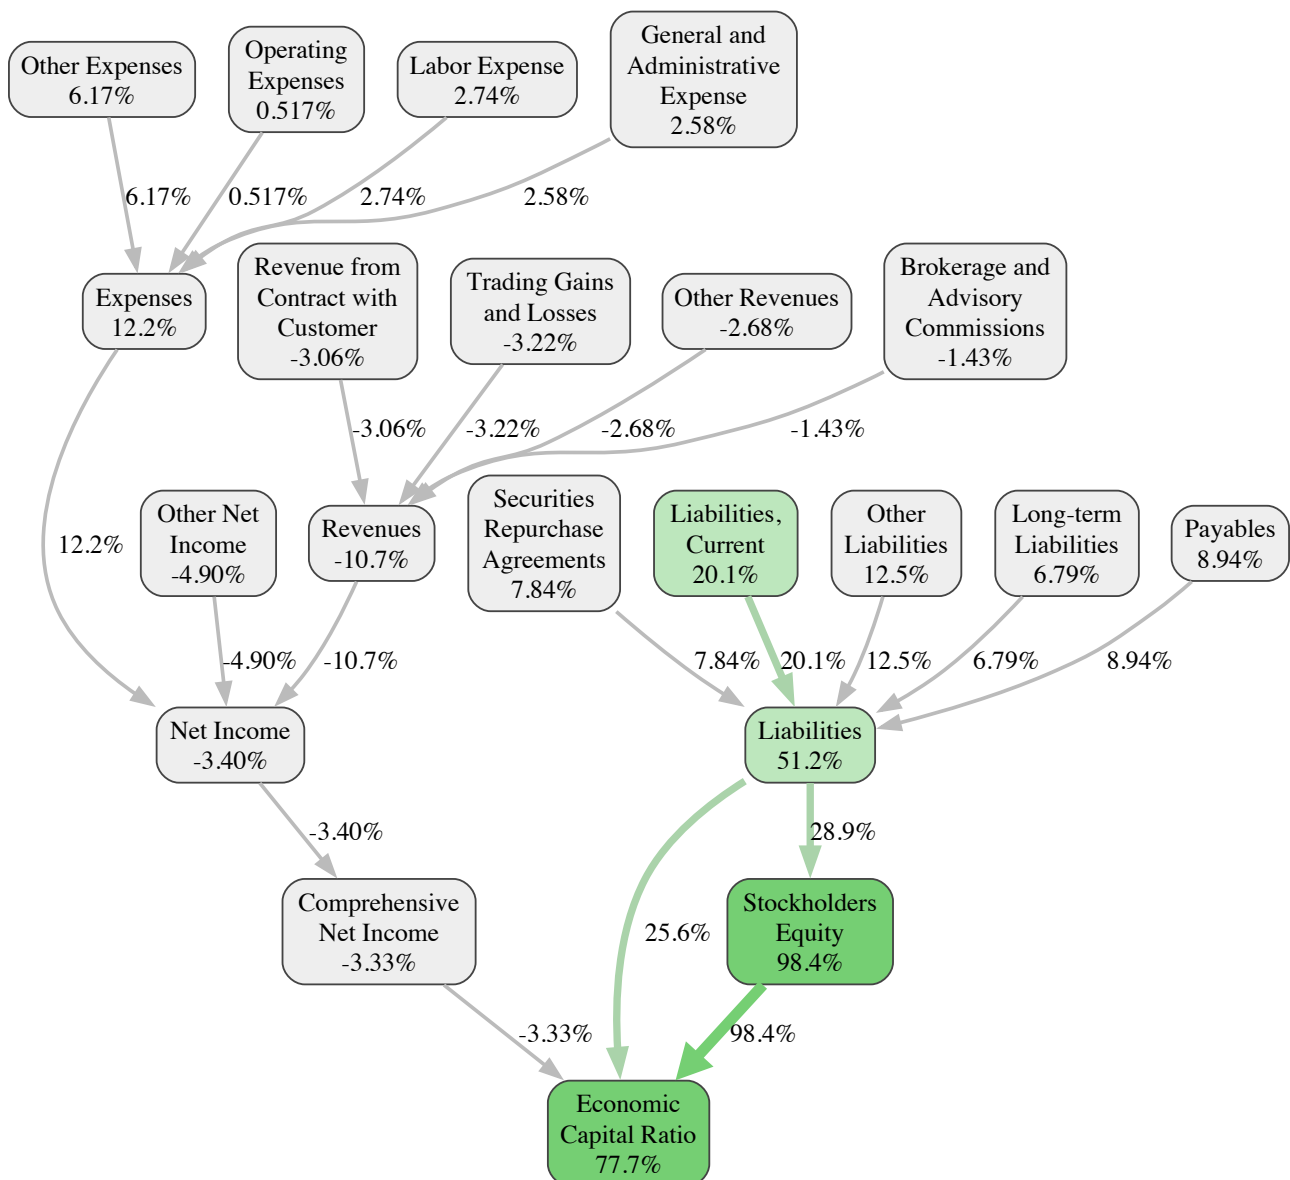 Other Expenses
6.17%
Operating
Expenses
0.517%
Labor Expense
2.74%
General and
Administrative
Expense
2.58%
6.17%
0.517%
2.74%
2.58%
Expenses
12.2%
Revenue from
Contract with
Customer
-3.06%
Trading Gains
and Losses
-3.22%
Other Revenues
-2.68%
Brokerage and
Advisory
Commissions
-1.43%
-3.06%
-3.22%
-2.68%
-1.43%
12.2%
Other Net
Income
-4.90%
Revenues
-10.7%
Securities
Repurchase
Agreements
7.84%
Liabilities,
Current
20.1%
Other
Liabilities
12.5%
Long-term
Liabilities
6.79%
Payables
8.94%
-4.90%
-10.7%
7.84%
20.1%
12.5%
6.79%
8.94%
Net Income
-3.40%
Liabilities
51.2%
-3.40%
28.9%
Comprehensive
Net Income
-3.33%
25.6%
Stockholders
Equity
98.4%
-3.33%
98.4%
Economic
Capital Ratio
77.7%